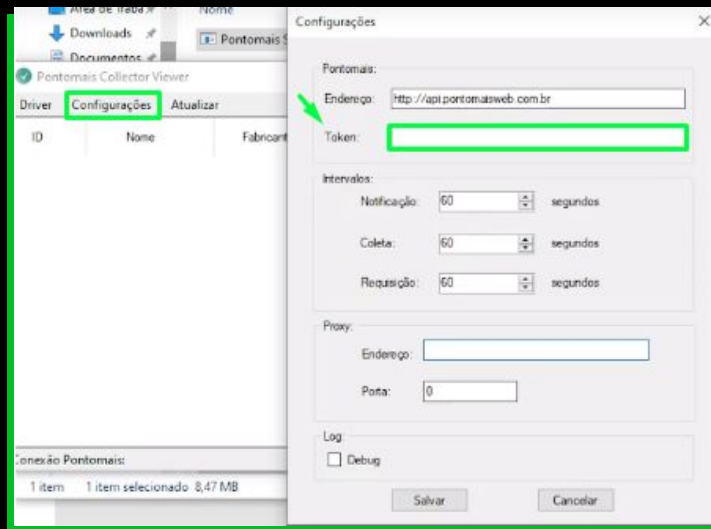 Área de Traba
Nome
Downloads
Pontomais S
Documentos
Pontomais Collector Viewer
Driver Configurações Atualizar
ID Nome Fabricant
Conexão Pontomais:
1 item 1 item selecionado 8,47 MB
Configurações
Pontomais:
Endereço: http://api.pontomaisweb.com.br
Token:
Intervalos:
Notificação: 60 segundos
Coleta: 60 segundos
Requisição: 60 segundos
Proxy:
Endereço:
Porta: 0
Log:
Debug
Salvar Cancelar